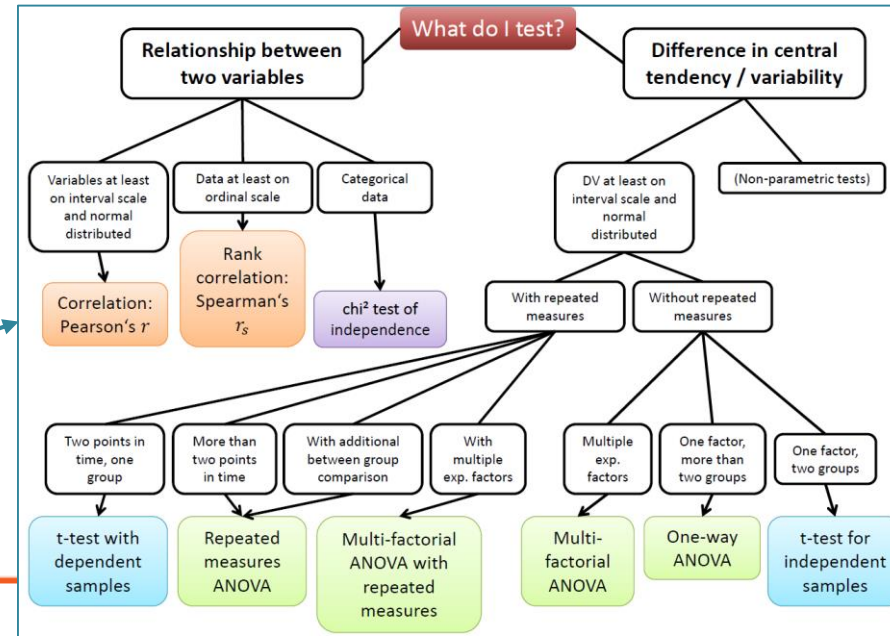 What do I test?
Relationship between
two variables
Difference in central
tendency / variability
Variables at least
on interval scale
and normal
distributed
Data at least on
ordinal scale
Categorical
data
DV at least on
interval scale and
normal
distributed
(Non-parametric tests)
Correlation:
Pearson‘s r
Rank
correlation:
Spearman‘s
rₛ
chi² test of
independence
With repeated
measures
Without repeated
measures
Two points in
time, one
group
More than
two points
in time
With additional
between group
comparison
With
multiple
exp. factors
Multiple
exp.
factors
One factor,
more than
two groups
One factor,
two groups
t-test with
dependent
samples
Repeated
measures
ANOVA
Multi-factorial
ANOVA with
repeated
measures
Multi-
factorial
ANOVA
One-way
ANOVA
t-test for
independent
samples